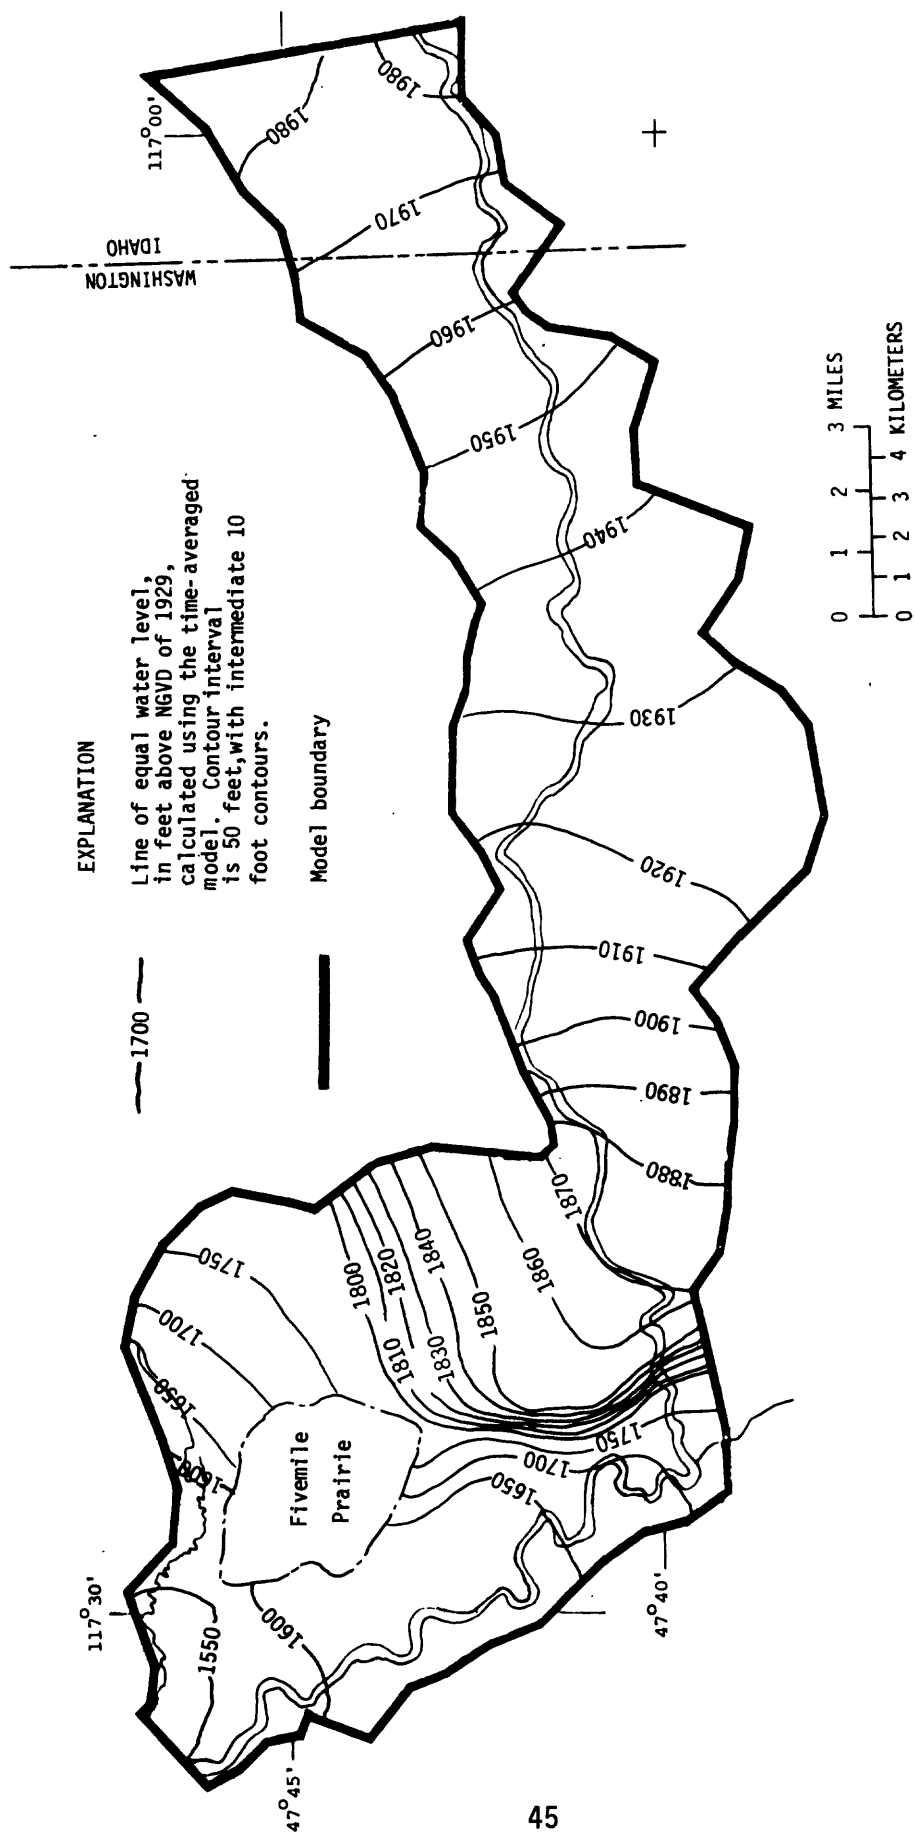 117°00'
1980
1980
1970
IDAHO
WASHINGTON
1960
1950
1940
1930
1920
1910
1900
1890
1880
1870
1860
1850
1840
1830
1820
1810
1800
1750
1700
1650
1600
1750
1700
1650
1600
1550
Fivemile
Prairie
117°30'
47°45'
47°40'
EXPLANATION
1700
Line of equal water level,
in feet above NGVD of 1929,
calculated using the time-averaged
model. Contour interval
is 50 feet,with intermediate 10
foot contours.
Model boundary
0 1 2 3 MILES
0 1 2 3 4 KILOMETERS
45